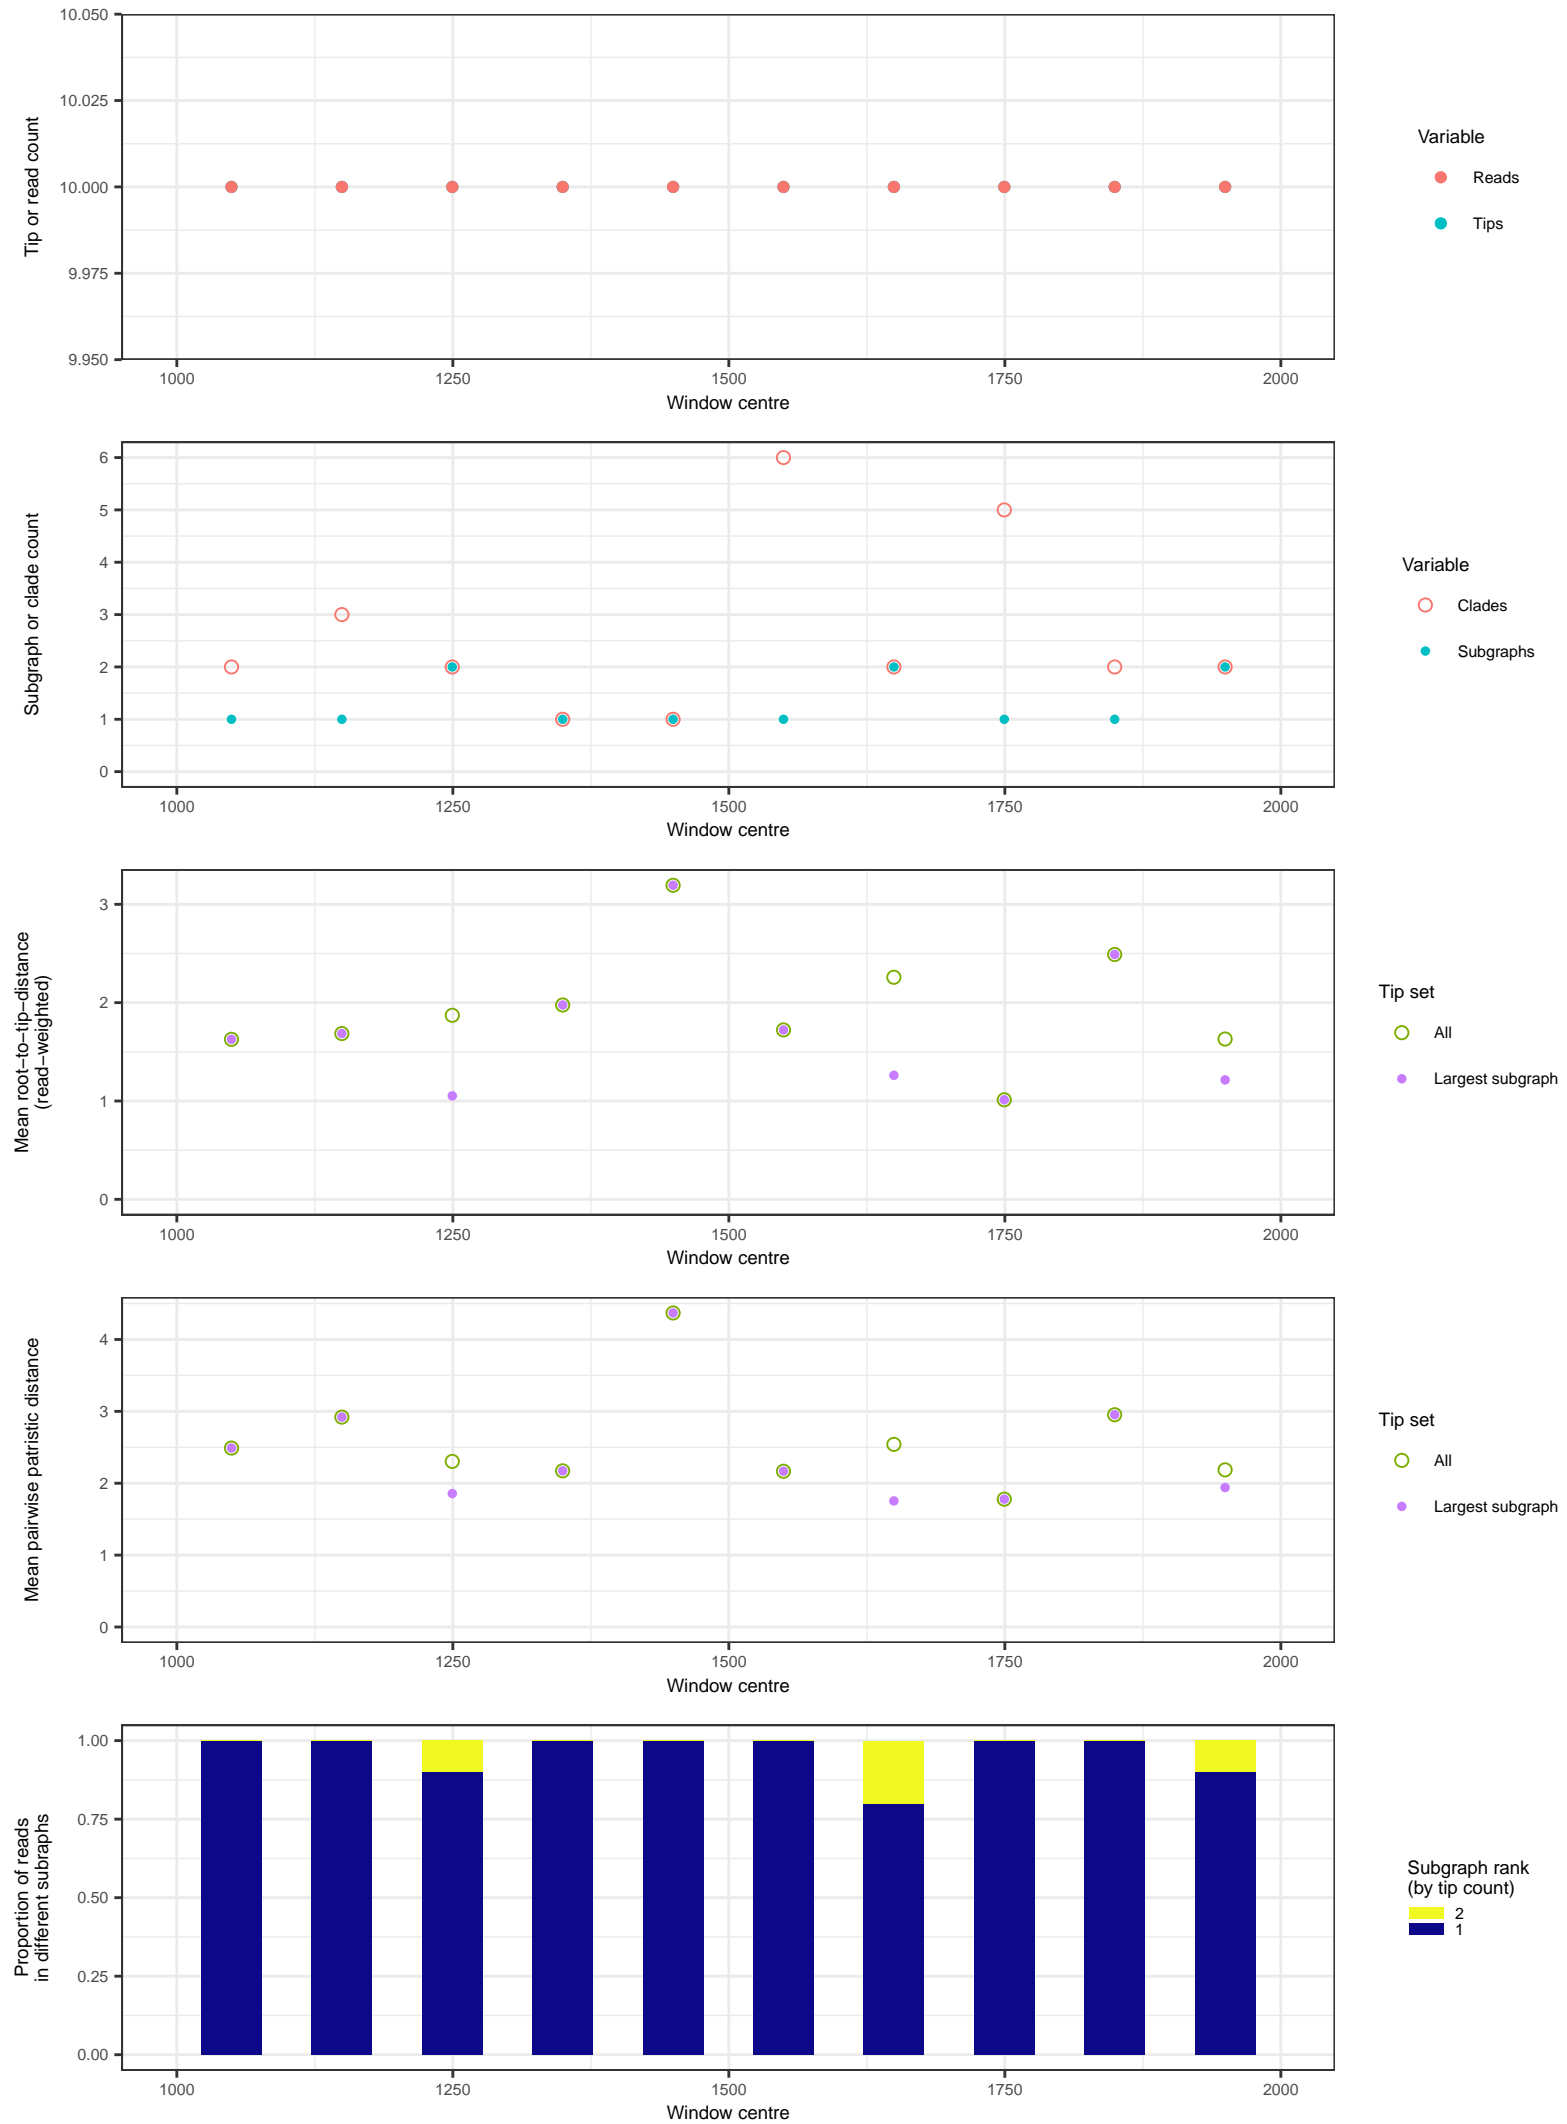 10.050
10.025
10.000
9.975
9.950
Tip or read count
1000 1250 1500 1750 2000
Window centre
Variable
Reads
Tips
6
5
4
3
2
1
0
Subgraph or clade count
1000 1250 1500 1750 2000
Window centre
Variable
Clades
Subgraphs
3
2
1
0
Mean root−to−tip−distance
(read−weighted)
1000 1250 1500 1750 2000
Window centre
Tip set
All
Largest subgraph
4
3
2
1
0
Mean pairwise patristic distance
1000 1250 1500 1750 2000
Window centre
Tip set
All
Largest subgraph
1.00
0.75
0.50
0.25
0.00
Proportion of reads
in different subraphs
1000 1250 1500 1750 2000
Window centre
Subgraph rank
(by tip count)
2
1